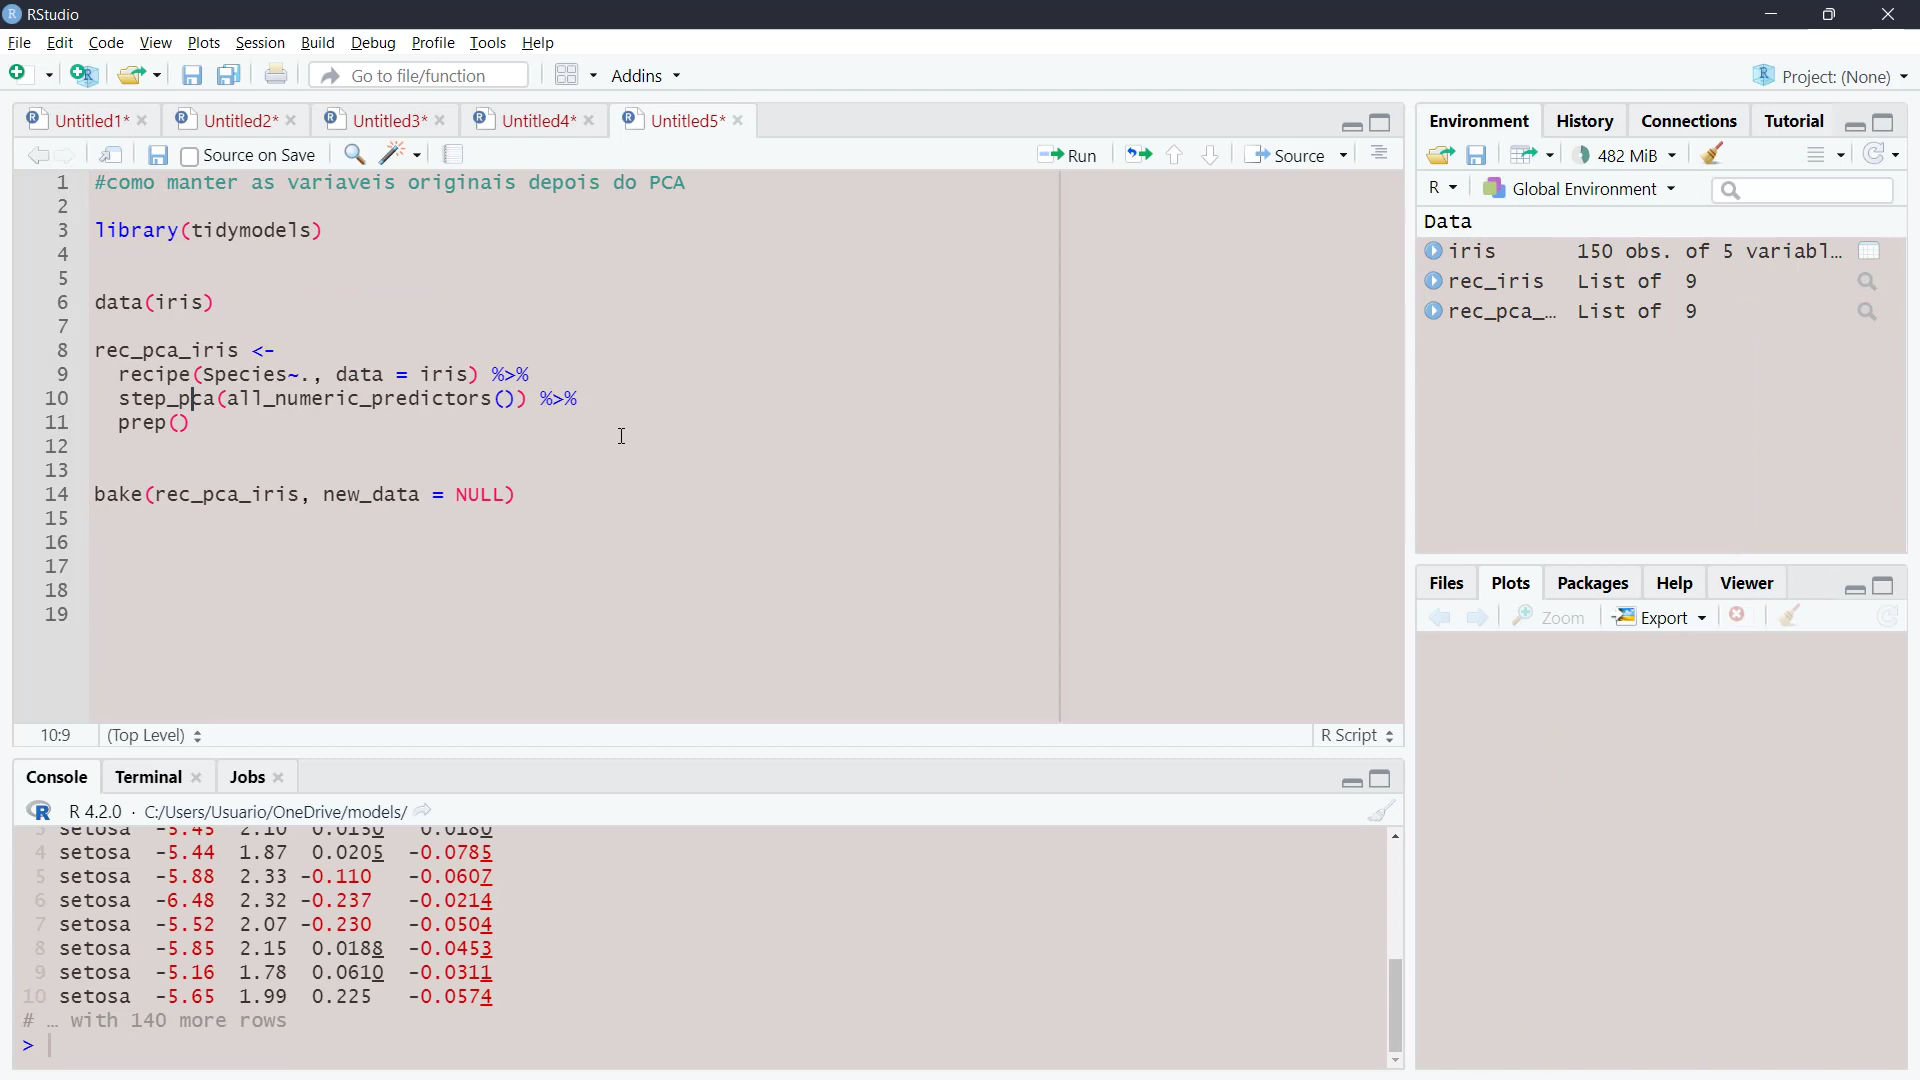 RStudio
File Edit Code View Plots Session Build Debug Profile Tools Help
Go to file/function Addins Project: (None)
Untitled1* Untitled2* Untitled3* Untitled4* Untitled5*
Source on Save Run Source
1 #como manter as variaveis originais depois do PCA
2
3 library(tidymodels)
4
5
6 data(iris)
7
8 rec_pca_iris <-
9 recipe(Species~., data = iris) %>%
10 step_pca(all_numeric_predictors()) %>%
11 prep()
12
13
14 bake(rec_pca_iris, new_data = NULL)
15
16
17
18
19
10:9 (Top Level) R Script
Console Terminal Jobs
R 4.2.0 · C:/Users/Usuario/OneDrive/models/
3 setosa -5.45 2.10 0.0150 0.0180
4 setosa -5.44 1.87 0.0205 -0.0785
5 setosa -5.88 2.33 -0.110 -0.0607
6 setosa -6.48 2.32 -0.237 -0.0214
7 setosa -5.52 2.07 -0.230 -0.0504
8 setosa -5.85 2.15 0.0188 -0.0453
9 setosa -5.16 1.78 0.0610 -0.0311
10 setosa -5.65 1.99 0.225 -0.0574
# … with 140 more rows
>
Environment History Connections Tutorial
482 MiB
R Global Environment
Data
iris 150 obs. of 5 variabl…
rec_iris List of 9
rec_pca_… List of 9
Files Plots Packages Help Viewer
Zoom Export